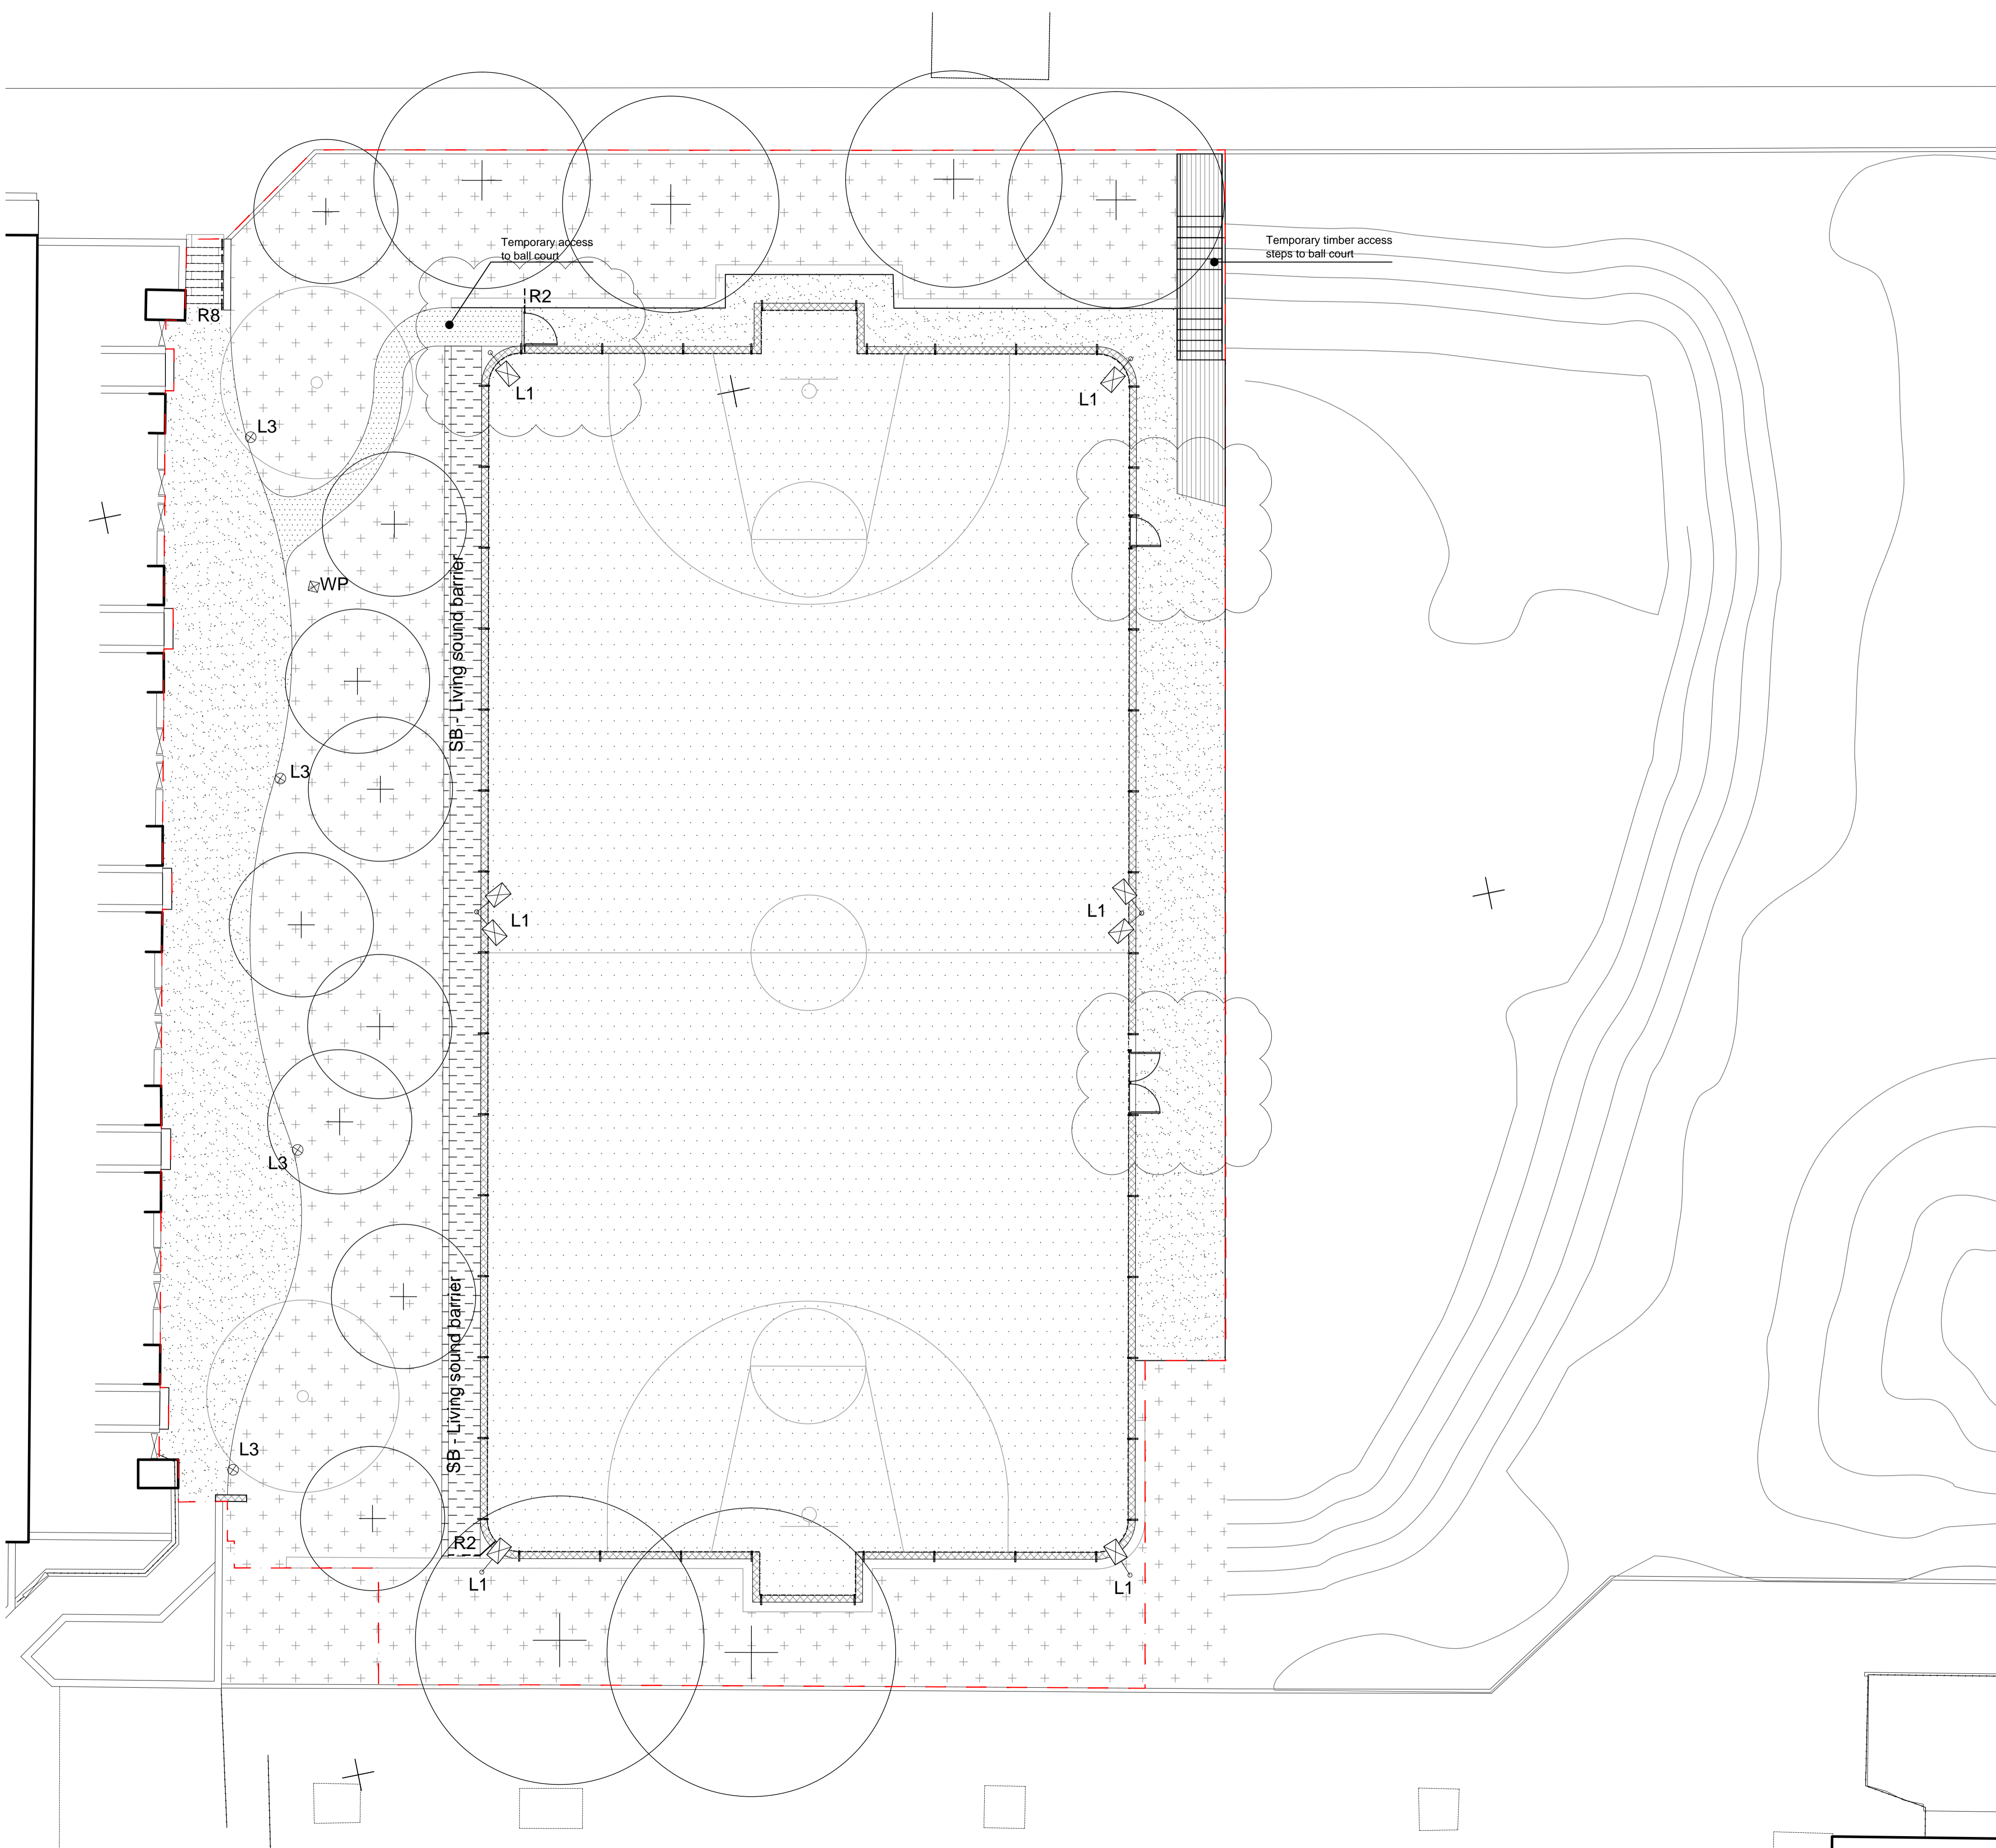 Temporary access
to ball court
Temporary timber access
steps to ball court
R2
R8
L1
L1
L3
WP
SB - Living sound barrier
L3
L1
L1
L3
SB - Living sound barrier
L3
R2
L1
L1